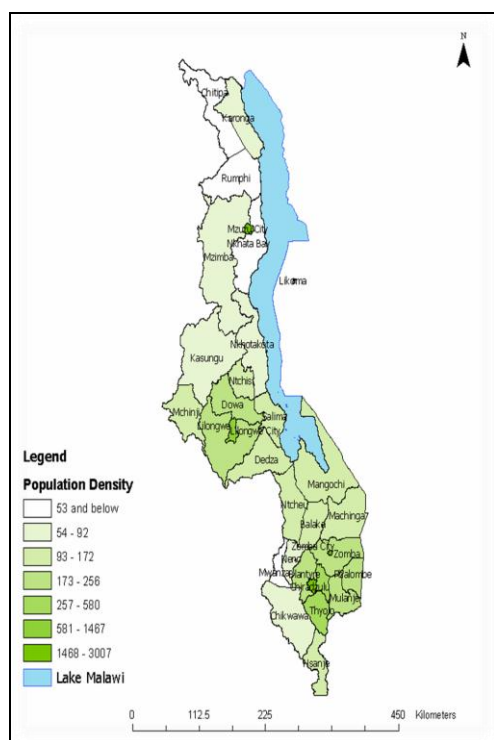 N
Chitipa
Karonga
Rumphi
Mzuzu City
Nkhata Bay
Mzimba
Likoma
Nkhotakota
Kasungu
Ntchisi
Dowa
Mchinji
Salima
Lilongwe
Lilongwe City
Dedza
Mangochi
Ntcheu
Machinga7
Balaka
Zomba City
Neno
Zomba
Mwanza
Blantyre
Phalombe
Chiradzulu
Mulanje
Thyolo
Chikwawa
Nsanje
Legend
Population Density
53 and below
54 - 92
93 - 172
173 - 256
257 - 580
581 - 1467
1468 - 3007
Lake Malawi
0 112.5 225 450 Kilometers